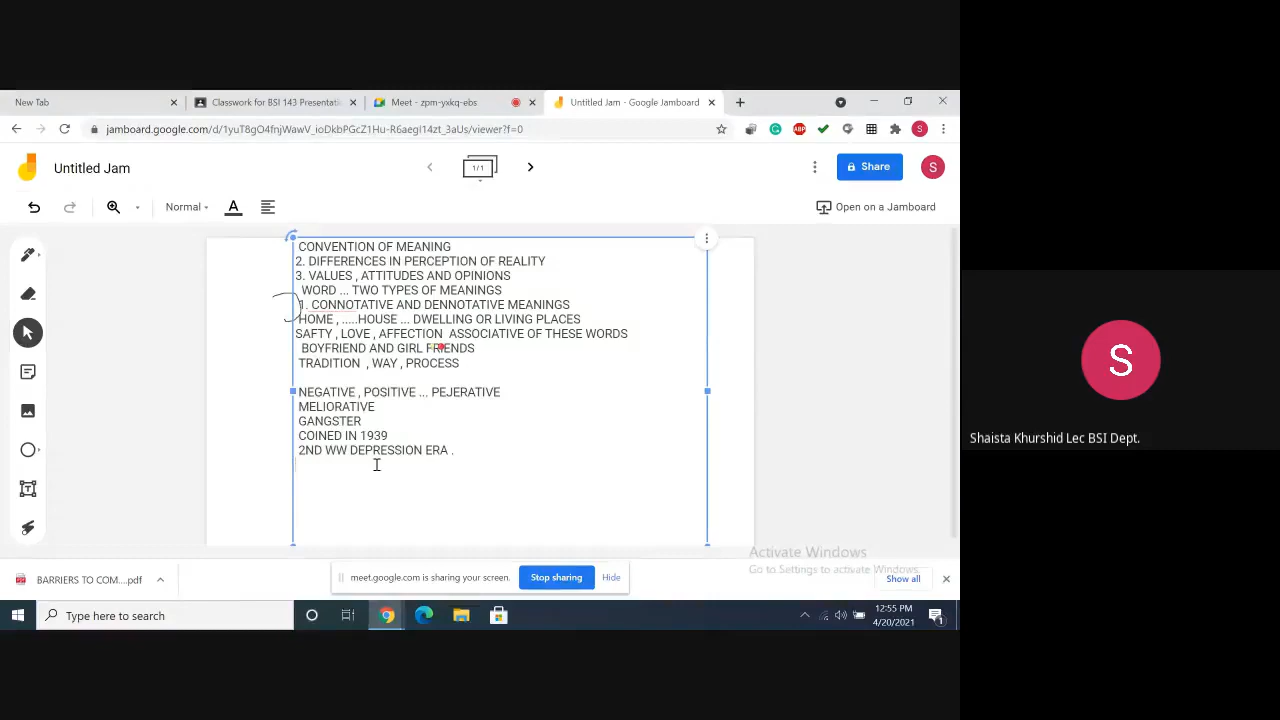 New Tab
Classwork for BSI 143 Presentati
Meet - zpm-yxkq-ebs
Untitled Jam - Google Jamboard
jamboard.google.com/d/1yuT8gO4fnjWawV_ioDkbPGcZ1Hu-R6aegI14zt_3aUs/viewer?f=0
ABP
S
Untitled Jam
1/1
Share
S
Normal
A
Open on a Jamboard
CONVENTION OF MEANING
2. DIFFERENCES IN PERCEPTION OF REALITY
3. VALUES , ATTITUDES AND OPINIONS
WORD ... TWO TYPES OF MEANINGS
1. CONNOTATIVE AND DENNOTATIVE MEANINGS
HOME , .....HOUSE ... DWELLING OR LIVING PLACES
SAFTY , LOVE , AFFECTION ASSOCIATIVE OF THESE WORDS
BOYFRIEND AND GIRL FRIENDS
TRADITION , WAY , PROCESS
NEGATIVE , POSITIVE ... PEJERATIVE
MELIORATIVE
GANGSTER
COINED IN 1939
2ND WW DEPRESSION ERA .
S
Shaista Khurshid Lec BSI Dept.
Activate Windows
Go to Settings to activate Windows.
BARRIERS TO COM....pdf
meet.google.com is sharing your screen.
Stop sharing
Hide
Show all
Type here to search
12:55 PM
4/20/2021
1